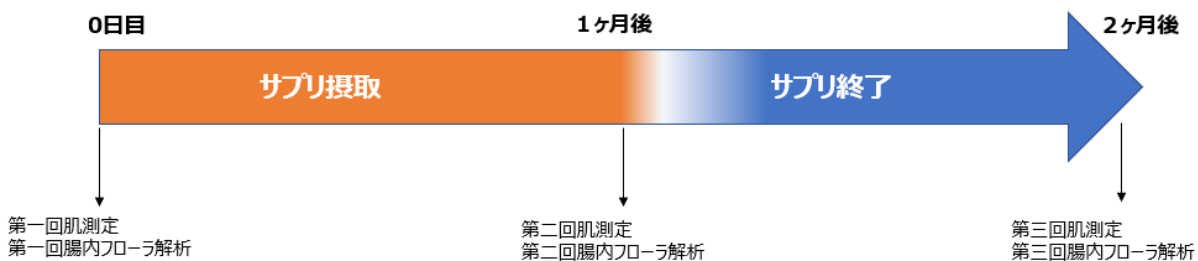 0日目
1ヶ月後
2ヶ月後
サプリ摂取
サプリ終了
第一回肌測定
第一回腸内フローラ解析
第二回肌測定
第二回腸内フローラ解析
第三回肌測定
第三回腸内フローラ解析